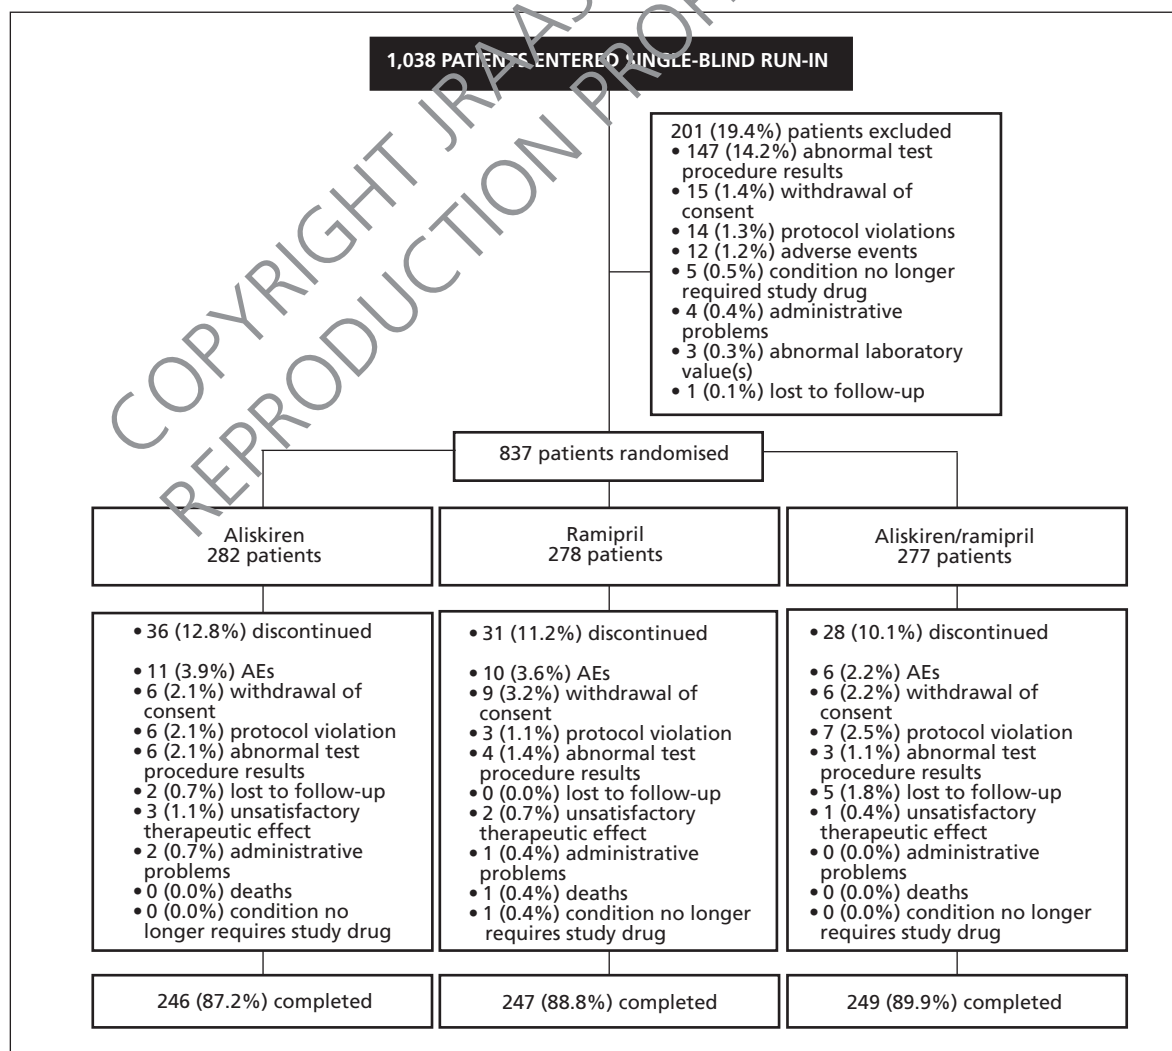 COPYRIGHT JRAAS
REPRODUCTION
1,038 PATIENTS ENTERED SINGLE-BLIND RUN-IN
201 (19.4%) patients excluded
• 147 (14.2%) abnormal test
procedure results
• 15 (1.4%) withdrawal of
consent
• 14 (1.3%) protocol violations
• 12 (1.2%) adverse events
• 5 (0.5%) condition no longer
required study drug
• 4 (0.4%) administrative
problems
• 3 (0.3%) abnormal laboratory
value(s)
• 1 (0.1%) lost to follow-up
837 patients randomised
Aliskiren
282 patients
• 36 (12.8%) discontinued
• 11 (3.9%) AEs
• 6 (2.1%) withdrawal of
consent
• 6 (2.1%) protocol violation
• 6 (2.1%) abnormal test
procedure results
• 2 (0.7%) lost to follow-up
• 3 (1.1%) unsatisfactory
therapeutic effect
• 2 (0.7%) administrative
problems
• 0 (0.0%) deaths
• 0 (0.0%) condition no
longer requires study drug
246 (87.2%) completed
Ramipril
278 patients
• 31 (11.2%) discontinued
• 10 (3.6%) AEs
• 9 (3.2%) withdrawal of
consent
• 3 (1.1%) protocol violation
• 4 (1.4%) abnormal test
procedure results
• 0 (0.0%) lost to follow-up
• 2 (0.7%) unsatisfactory
therapeutic effect
• 1 (0.4%) administrative
problems
• 1 (0.4%) deaths
• 1 (0.4%) condition no longer
requires study drug
247 (88.8%) completed
Aliskiren/ramipril
277 patients
• 28 (10.1%) discontinued
• 6 (2.2%) AEs
• 6 (2.2%) withdrawal of
consent
• 7 (2.5%) protocol violation
• 3 (1.1%) abnormal test
procedure results
• 5 (1.8%) lost to follow-up
• 1 (0.4%) unsatisfactory
therapeutic effect
• 0 (0.0%) administrative
problems
• 0 (0.0%) deaths
• 0 (0.0%) condition no longer
requires study drug
249 (89.9%) completed